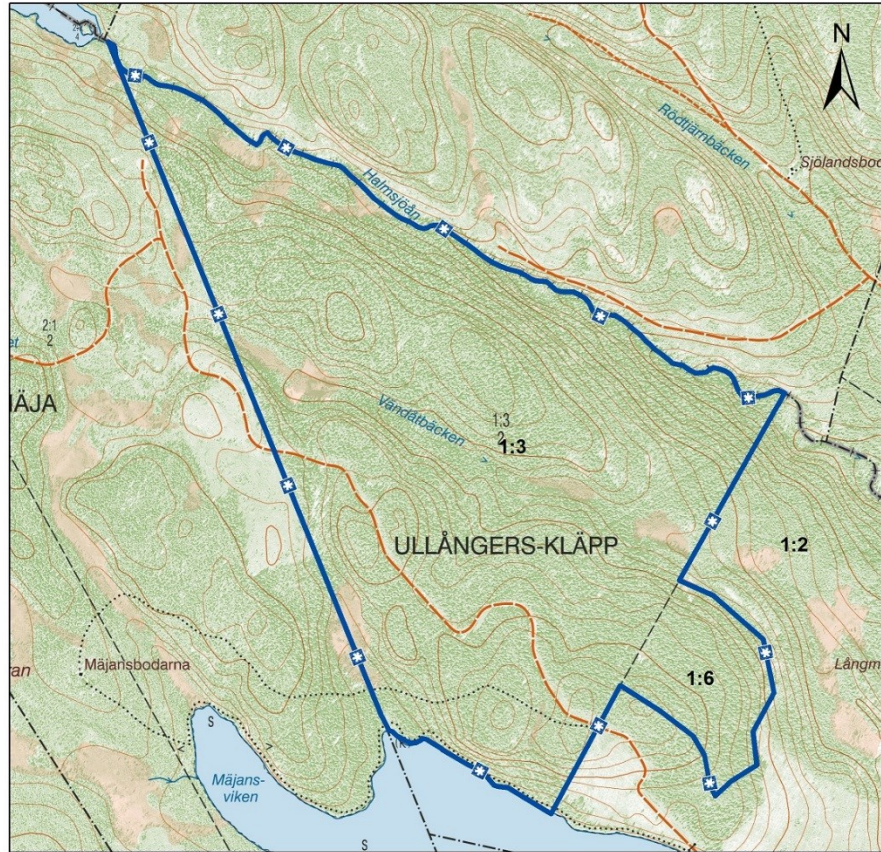 N
Rödtjärnbäcken
Sjölandsbod
Halmsjöån
2:1
2
ÄJA
Vändåtbäcken
1:3
2
1:3
ULLÅNGERS-KLÄPP
1:2
Mäjansbodarna
ran
1:6
Långm
S
Mäjans-
viken
S